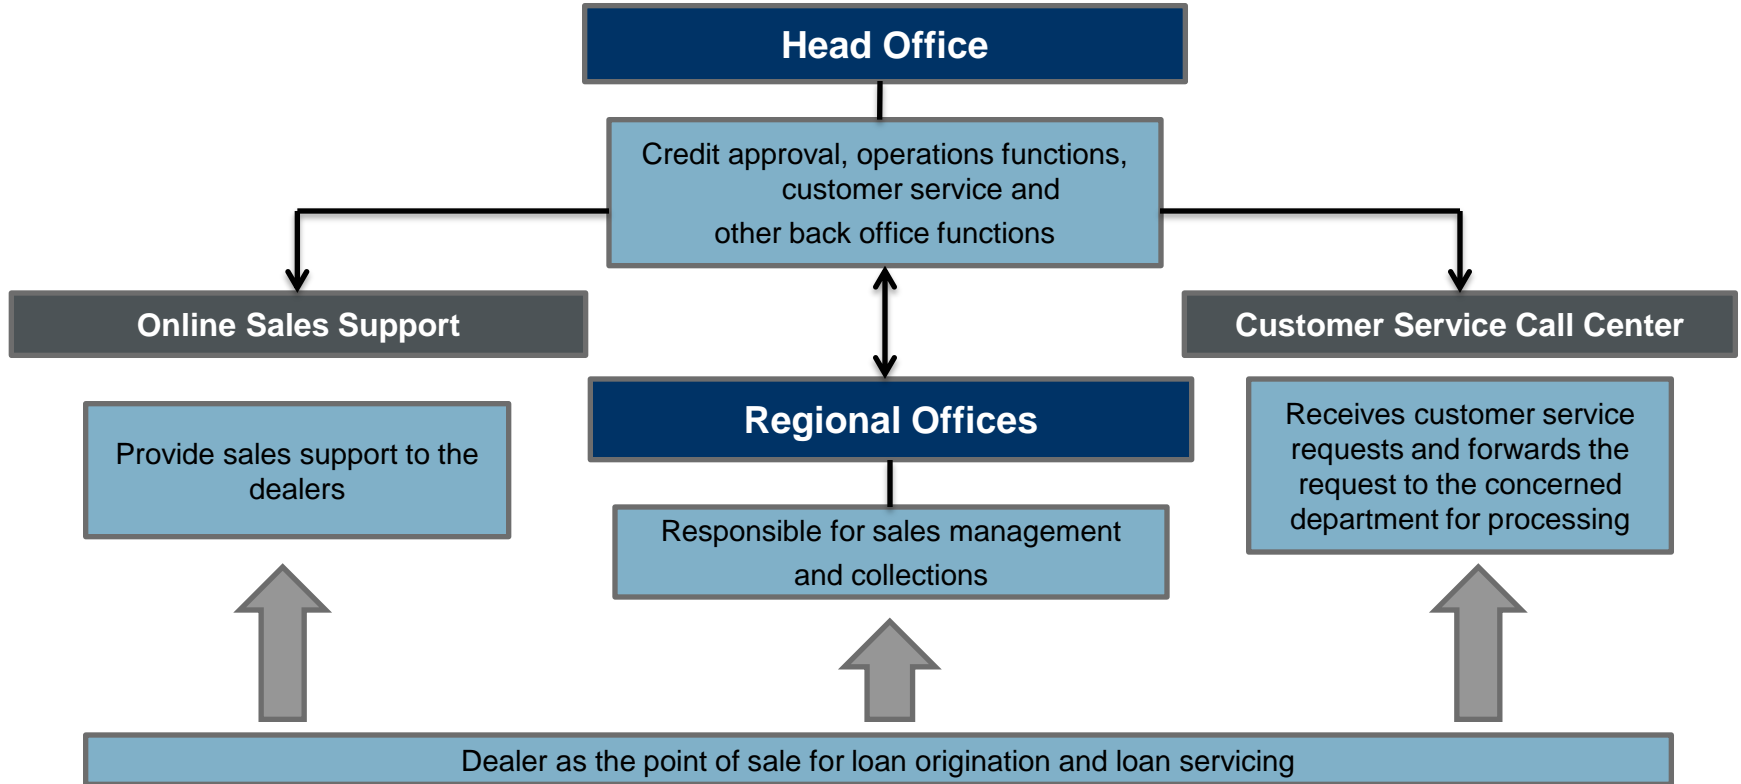 Head Office
Credit approval, operations functions,
customer service and
other back office functions
Online Sales Support
Customer Service Call Center
Regional Offices
Provide sales support to the
dealers
Receives customer service
requests and forwards the
request to the concerned
department for processing
Responsible for sales management
and collections
Dealer as the point of sale for loan origination and loan servicing